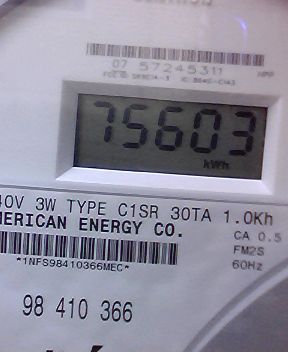 07 57245311
75603
kWh
40V 3W TYPE C1SR 30TA 1.0Kh
MERICAN ENERGY CO.
CA 0.5
FM2S
60Hz
*1NFS98410366MEC*
98 410 366